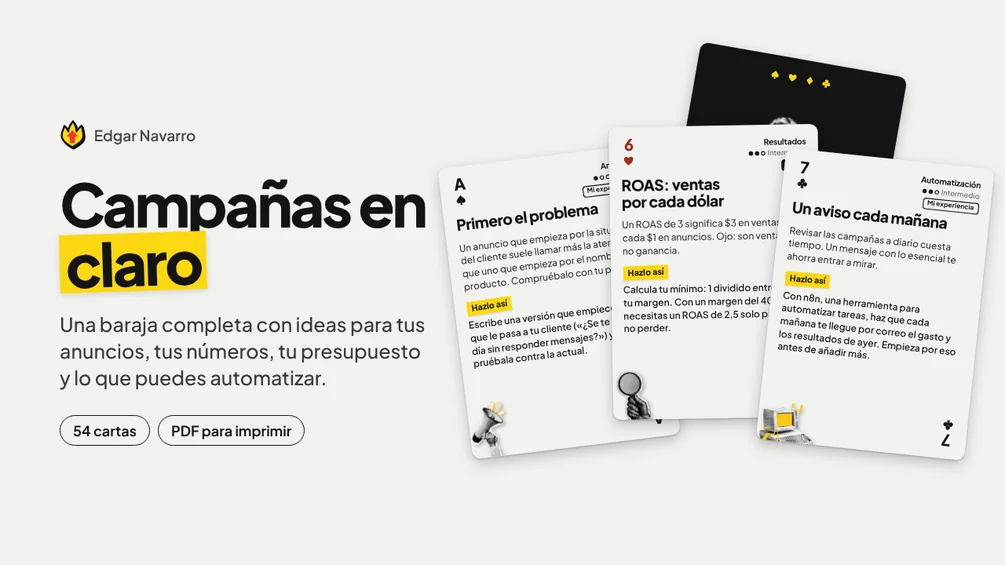 Edgar Navarro
Campañas en
claro
Una baraja completa con ideas para tus
anuncios, tus números, tu presupuesto
y lo que puedes automatizar.
54 cartas
PDF para imprimir
A
Primero el problema
Un anuncio que empieza por la
del cliente suele llamar más la
que uno que empieza por el
producto. Compruébalo con tu
Hazlo así
Escribe una versión que
que le pasa a tu cliente («¿Se te
día sin responder mensajes?») y
pruébala contra la actual.
6
Resultados
ROAS: ventas
por cada dólar
Un ROAS de 3 significa $3 en ventas
cada $1 en anuncios. Ojo: son
no ganancia.
Hazlo así
Calcula tu mínimo: 1 dividido
tu margen. Con un margen del
necesitas un ROAS de 2,5 solo
no perder.
7
Automatización
Intermedio
Mi experiencia
Un aviso cada mañana
Revisar las campañas a diario cuesta
tiempo. Un mensaje con lo esencial te
ahorra entrar a mirar.
Hazlo así
Con n8n, una herramienta para
automatizar tareas, haz que cada
mañana te llegue por correo el gasto y
los resultados de ayer. Empieza por eso
antes de añadir más.
7